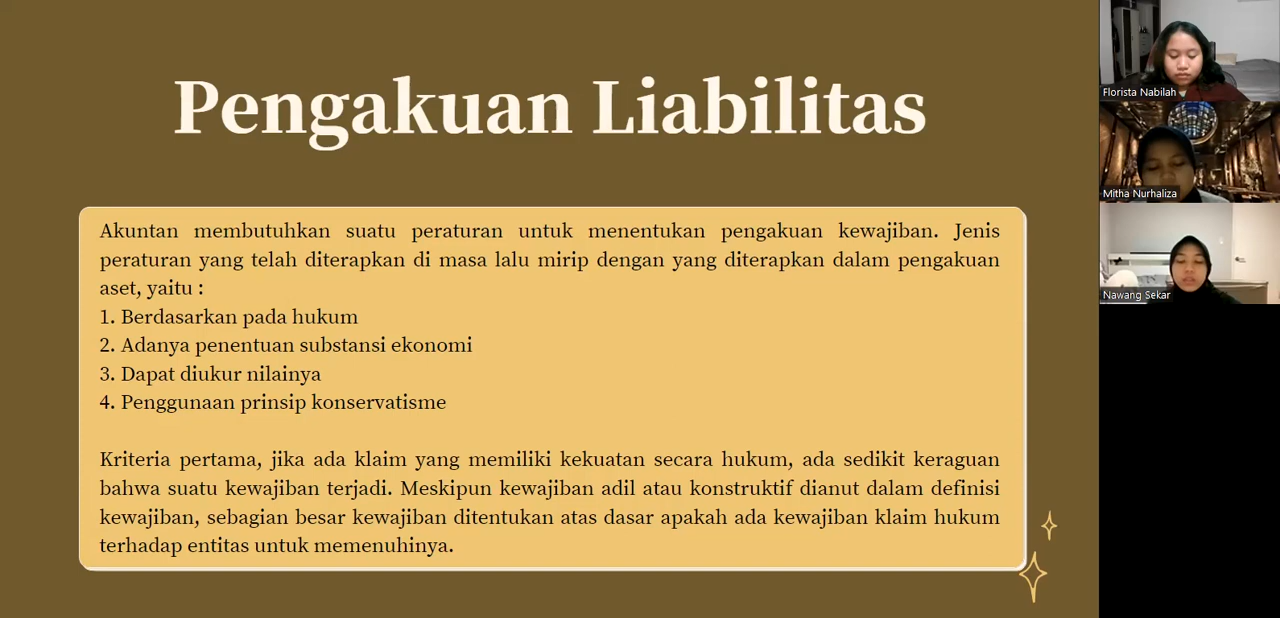 Pengakuan Liabilitas
Akuntan membutuhkan suatu peraturan untuk menentukan pengakuan kewajiban. Jenis
peraturan yang telah diterapkan di masa lalu mirip dengan yang diterapkan dalam pengakuan
aset, yaitu :
1. Berdasarkan pada hukum
2. Adanya penentuan substansi ekonomi
3. Dapat diukur nilainya
4. Penggunaan prinsip konservatisme
Kriteria pertama, jika ada klaim yang memiliki kekuatan secara hukum, ada sedikit keraguan
bahwa suatu kewajiban terjadi. Meskipun kewajiban adil atau konstruktif dianut dalam definisi
kewajiban, sebagian besar kewajiban ditentukan atas dasar apakah ada kewajiban klaim hukum
terhadap entitas untuk memenuhinya.
Florista Nabilah
Mitha Nurhaliza
Nawang Sekar